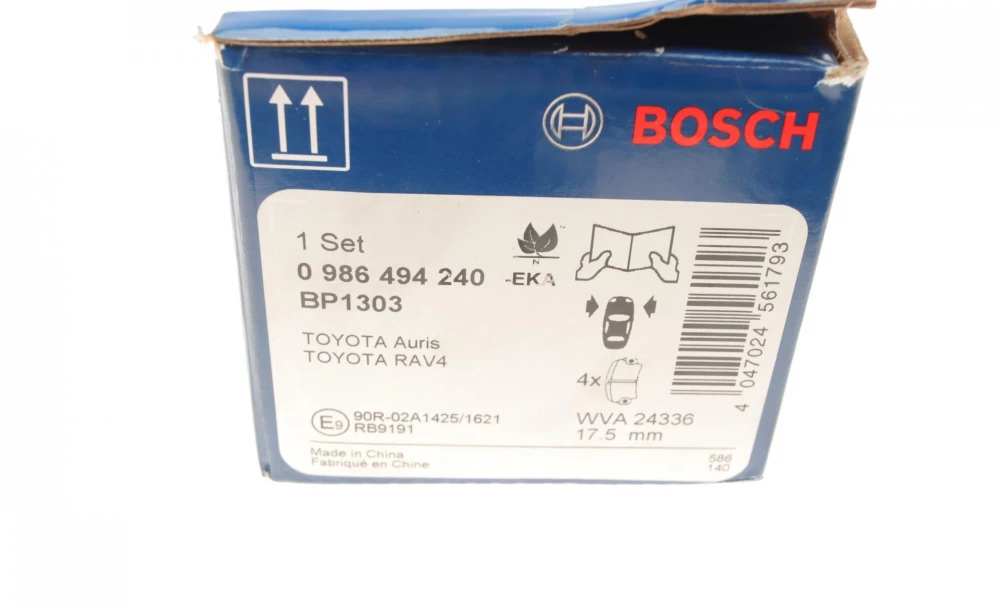 BOSCH
1 Set
0 986 494 240 -EKA
BP1303
TOYOTA Auris
TOYOTA RAV4
4x
E9 90R-02A1425/1621
RB9191
WVA 24336
17.5 mm
Made in China
Fabriqué en Chine
586
140
4 047024 561793